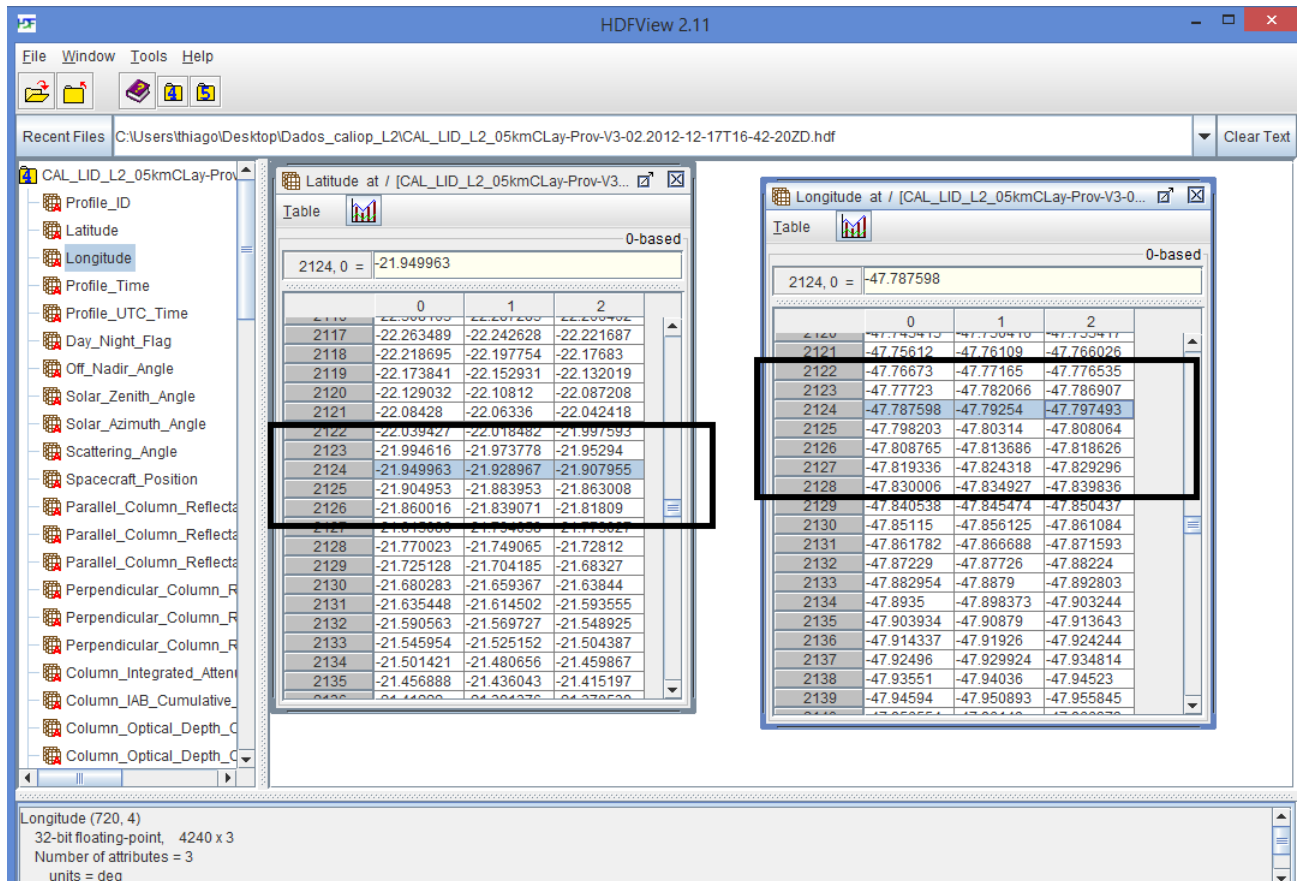 HDF
HDFView 2.11
File Window Tools Help
4 5
Recent Files C:\Users\thiago\Desktop\Dados_caliop_L2\CAL_LID_L2_05kmCLay-Prov-V3-02.2012-12-17T16-42-20ZD.hdf Clear Text
4 CAL_LID_L2_05kmCLay-Prov
Profile_ID
Latitude
Longitude
Profile_Time
Profile_UTC_Time
Day_Night_Flag
Off_Nadir_Angle
Solar_Zenith_Angle
Solar_Azimuth_Angle
Scattering_Angle
Spacecraft_Position
Parallel_Column_Reflecta
Parallel_Column_Reflecta
Parallel_Column_Reflecta
Perpendicular_Column_R
Perpendicular_Column_R
Perpendicular_Column_R
Column_Integrated_Atten
Column_IAB_Cumulative_
Column_Optical_Depth_C
Column_Optical_Depth_C
Latitude at / [CAL_LID_L2_05kmCLay-Prov-V3...
Table
0-based
2124, 0 = -21.949963
0 1 2
2117 -22.263489 -22.242628 -22.221687
2118 -22.218695 -22.197754 -22.17683
2119 -22.173841 -22.152931 -22.132019
2120 -22.129032 -22.10812 -22.087208
2121 -22.08428 -22.06336 -22.042418
2122 -22.039427 -22.018482 -21.997593
2123 -21.994616 -21.973778 -21.95294
2124 -21.949963 -21.928967 -21.907955
2125 -21.904953 -21.883953 -21.863008
2126 -21.860016 -21.839071 -21.81809
2128 -21.770023 -21.749065 -21.72812
2129 -21.725128 -21.704185 -21.68327
2130 -21.680283 -21.659367 -21.63844
2131 -21.635448 -21.614502 -21.593555
2132 -21.590563 -21.569727 -21.548925
2133 -21.545954 -21.525152 -21.504387
2134 -21.501421 -21.480656 -21.459867
2135 -21.456888 -21.436043 -21.415197
Longitude at / [CAL_LID_L2_05kmCLay-Prov-V3-0...
Table
0-based
2124, 0 = -47.787598
0 1 2
2121 -47.75612 -47.76109 -47.766026
2122 -47.76673 -47.77165 -47.776535
2123 -47.77723 -47.782066 -47.786907
2124 -47.787598 -47.79254 -47.797493
2125 -47.798203 -47.80314 -47.808064
2126 -47.808765 -47.813686 -47.818626
2127 -47.819336 -47.824318 -47.829296
2128 -47.830006 -47.834927 -47.839836
2129 -47.840538 -47.845474 -47.850437
2130 -47.85115 -47.856125 -47.861084
2131 -47.861782 -47.866688 -47.871593
2132 -47.87229 -47.87726 -47.88224
2133 -47.882954 -47.8879 -47.892803
2134 -47.8935 -47.898373 -47.903244
2135 -47.903934 -47.90879 -47.913643
2136 -47.914337 -47.91926 -47.924244
2137 -47.92496 -47.929924 -47.934814
2138 -47.93551 -47.94036 -47.94523
2139 -47.94594 -47.950893 -47.955845
Longitude (720, 4)
32-bit floating-point, 4240 x 3
Number of attributes = 3
units = deg